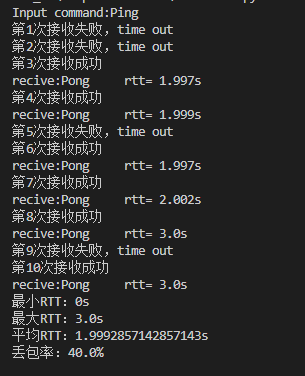 Input command:Ping
第1次接收失败，time out
第2次接收失败，time out
第3次接收成功
recive:Pong rtt= 1.997s
第4次接收成功
recive:Pong rtt= 1.999s
第5次接收失败，time out
第6次接收成功
recive:Pong rtt= 1.997s
第7次接收成功
recive:Pong rtt= 2.002s
第8次接收成功
recive:Pong rtt= 3.0s
第9次接收失败，time out
第10次接收成功
recive:Pong rtt= 3.0s
最小RTT：0s
最大RTT：3.0s
平均RTT：1.9992857142857143s
丢包率：40.0%